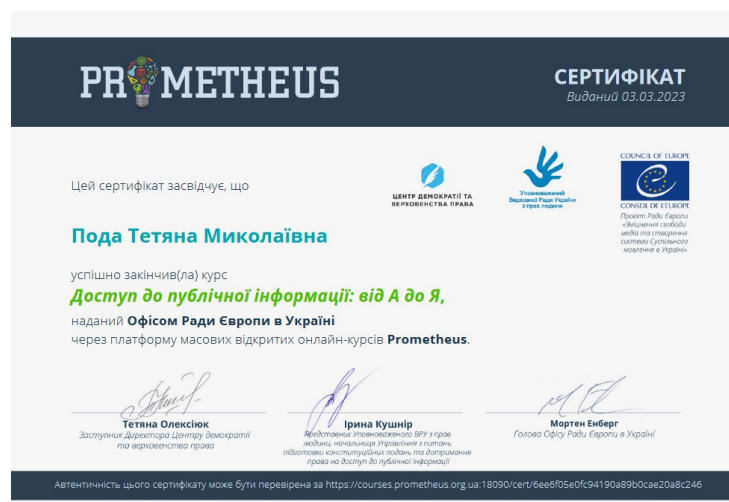 PROMETHEUS
СЕРТИФІКАТ
Виданий 03.03.2023
Цей сертифікат засвідчує, що
ЦЕНТР ДЕМОКРАТІЇ ТА
ВЕРХОВЕНСТВА ПРАВА
Уповноважений
Верховної Ради України
з прав людини
COUNCIL OF EUROPE
CONSEIL DE L'EUROPE
Проект Ради Європи
«Зміцнення свободи
медіа та створення
системи Суспільного
мовлення в Україні»
Пода Тетяна Миколаївна
успішно закінчив(ла) курс
Доступ до публічної інформації: від А до Я,
наданий Офісом Ради Європи в Україні
через платформу масових відкритих онлайн-курсів Prometheus.
Тетяна Олексіюк
Заступник Директора Центру демократії
та верховенства права
Ірина Кушнір
Представник Уповноваженого ВРУ з прав
людини, начальниця Управління з питань
підготовки конституційних подань та дотримання
права на доступ до публічної інформації
Мортен Енберг
Голова Офісу Ради Європи в Україні
Автентичність цього сертифікату може бути перевірена за https://courses.prometheus.org.ua:18090/cert/6ee6f05e0fc94190a89b0cae20a8c246